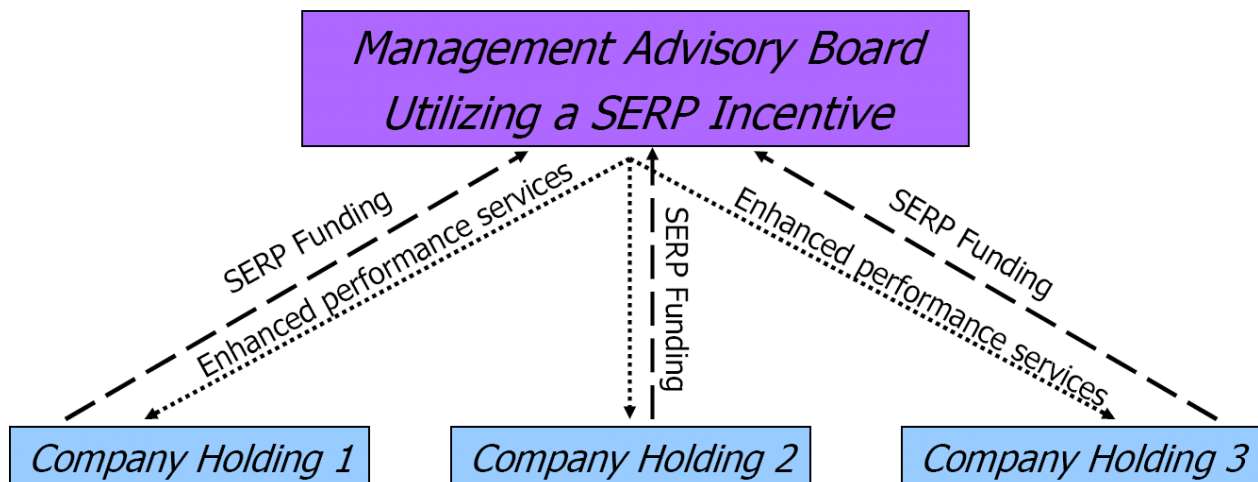 Management Advisory Board
Utilizing a SERP Incentive
SERP Funding
Enhanced performance services
SERP Funding
Enhanced performance services
SERP Funding
Company Holding 1
Company Holding 2
Company Holding 3